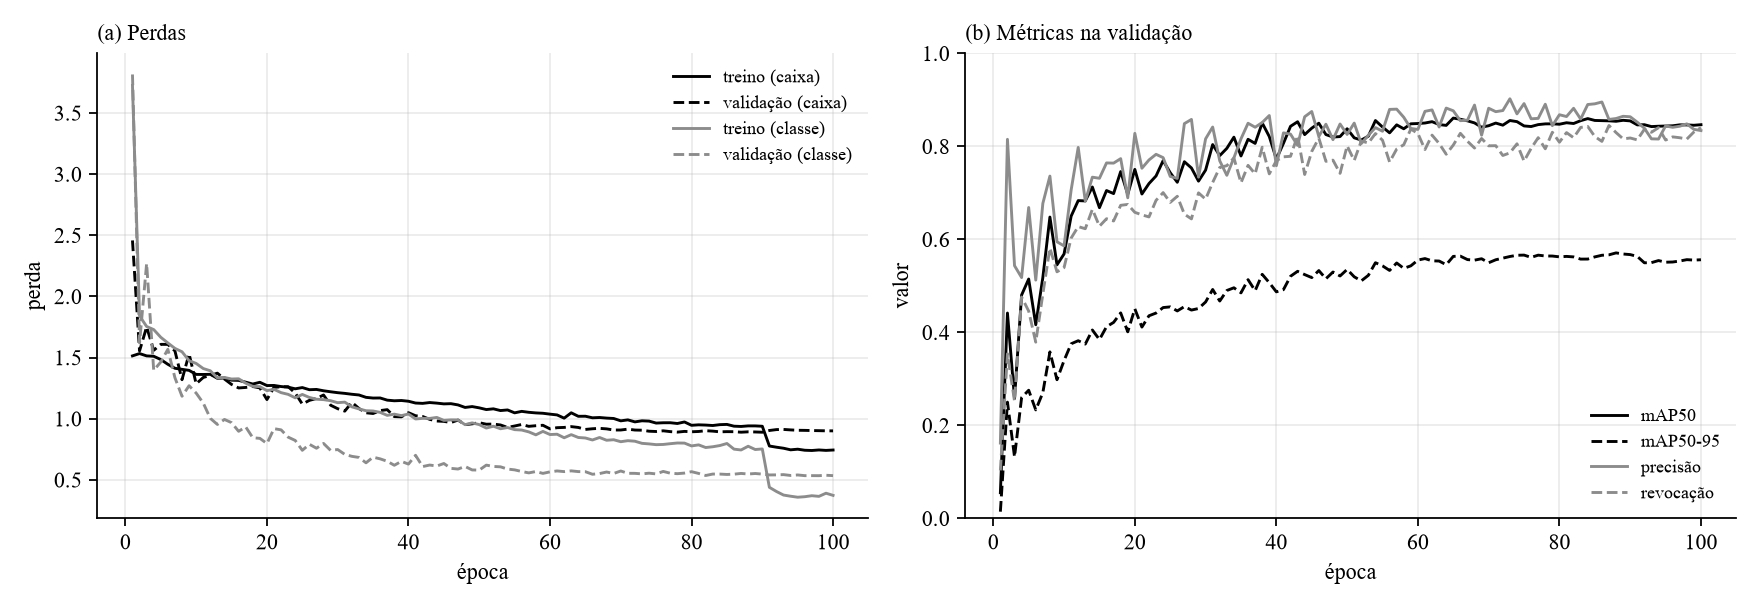 (a) Perdas
perda
3.5
3.0
2.5
2.0
1.5
1.0
0.5
treino (caixa)
validação (caixa)
treino (classe)
validação (classe)
0 20 40 60 80 100
época
(b) Métricas na validação
valor
1.0
0.8
0.6
0.4
0.2
0.0
mAP50
mAP50-95
precisão
revocação
0 20 40 60 80 100
época